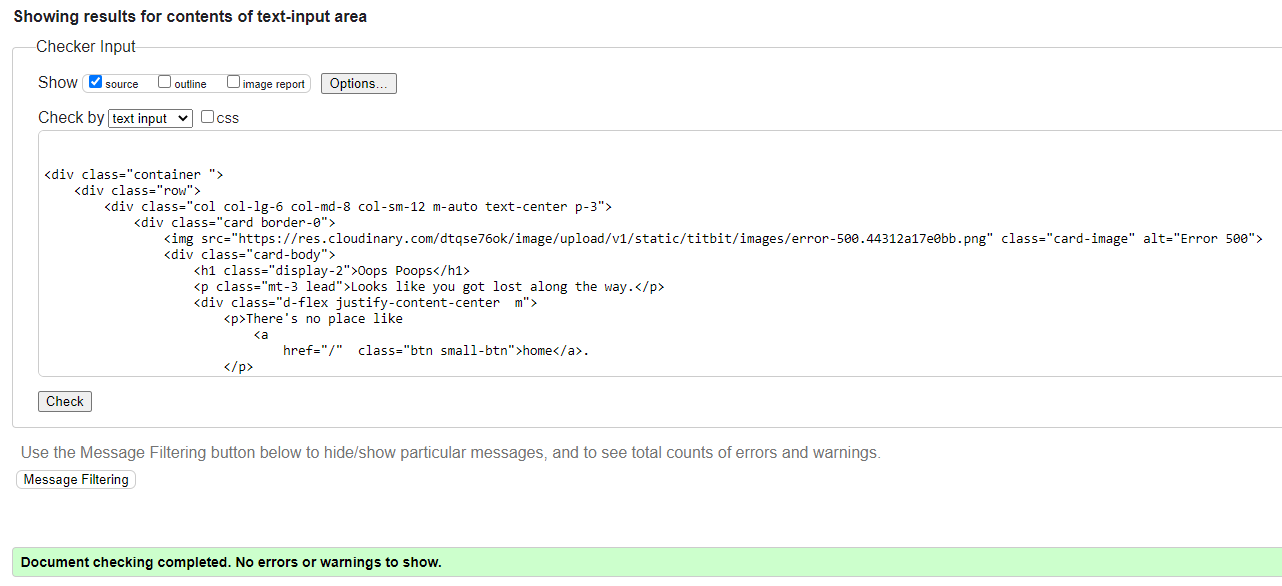 Showing results for contents of text-input area
Checker Input
Show source outline image report Options...
Check by text input css
<div class="container ">
<div class="row">
<div class="col col-lg-6 col-md-8 col-sm-12 m-auto text-center p-3">
<div class="card border-0">
<img src="https://res.cloudinary.com/dtqse76ok/image/upload/v1/static/titbit/images/error-500.44312a17e0bb.png" class="card-image" alt="Error 500">
<div class="card-body">
<h1 class="display-2">Oops Poops</h1>
<p class="mt-3 lead">Looks like you got lost along the way.</p>
<div class="d-flex justify-content-center  m">
<p>There's no place like
<a
href="/"  class="btn small-btn">home</a>.
</p>
Check
Use the Message Filtering button below to hide/show particular messages, and to see total counts of errors and warnings.
Message Filtering
Document checking completed. No errors or warnings to show.